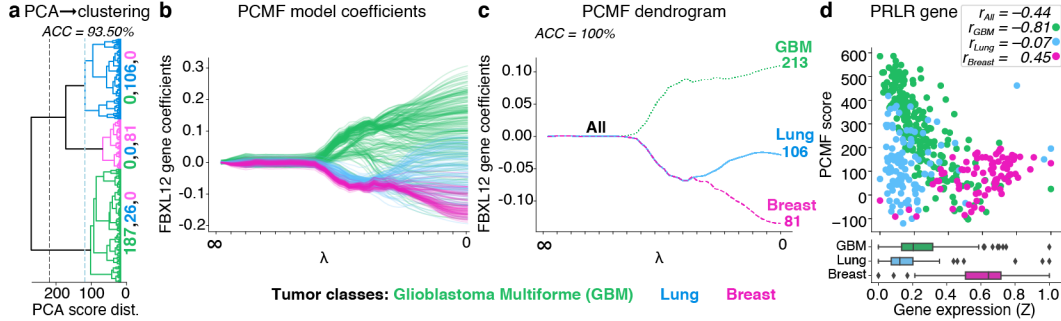 a PCA→clustering
ACC = 93.50%
0,106,0
0,0,81
187,26,0
200 100 0
PCA score dist.
b PCMF model coefficients
FBXL12 gene coefficients
0.3
0.2
0.1
0.0
-0.1
-0.2
∞ 0
λ
c PCMF dendrogram
ACC = 100%
FBXL12 gene coefficients
0.10
0.05
0.00
-0.05
-0.10
All
GBM
213
Lung
106
Breast
81
∞ 0
λ
d PRLR gene
r All = −0.44
r GBM = −0.81
r Lung = −0.07
r Breast = 0.45
PCMF score
600
500
400
300
200
100
0
-100
GBM
Lung
Breast
0.0 0.2 0.4 0.6 0.8 1.0
Gene expression (Z)
Tumor classes: Glioblastoma Multiforme (GBM) Lung Breast